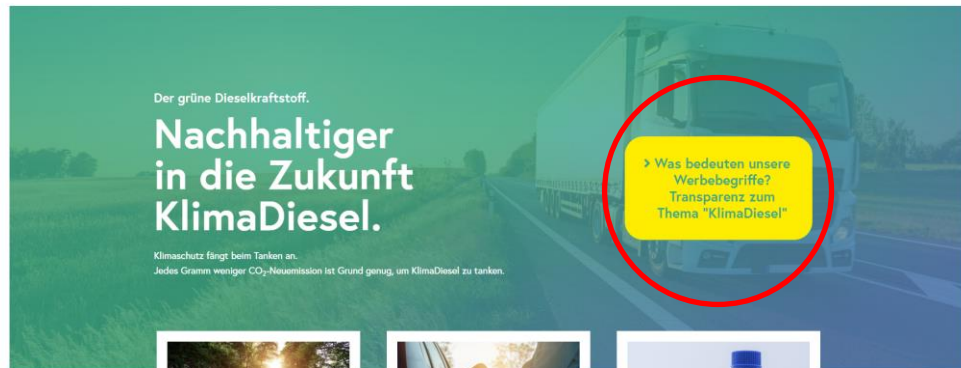 Der grüne Dieselkraftstoff.
Nachhaltiger
in die Zukunft
KlimaDiesel.
Klimaschutz fängt beim Tanken an.
Jedes Gramm weniger CO₂-Neuemission ist Grund genug, um KlimaDiesel zu tanken.
> Was bedeuten unsere
Werbebegriffe?
Transparenz zum
Thema "KlimaDiesel"